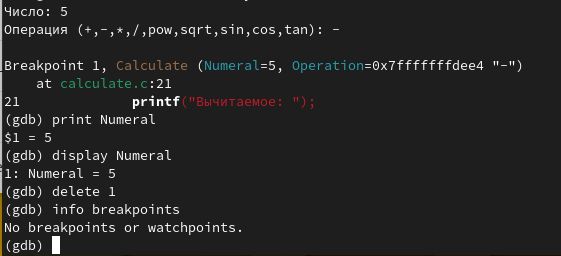 Число: 5
Операция (+,-,*,/,pow,sqrt,sin,cos,tan): -
Breakpoint 1, Calculate (Numeral=5, Operation=0x7fffffffdee4 "-")
    at calculate.c:21
21              printf("Вычитаемое: ");
(gdb) print Numeral
$1 = 5
(gdb) display Numeral
1: Numeral = 5
(gdb) delete 1
(gdb) info breakpoints
No breakpoints or watchpoints.
(gdb)